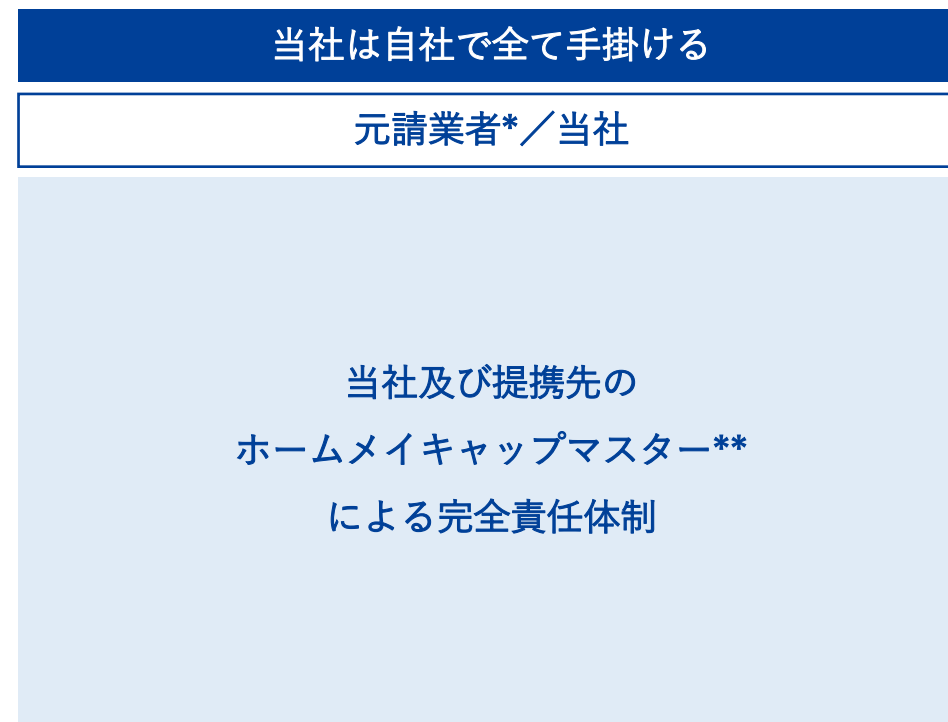 当社は自社で全て手掛ける
元請業者*／当社
当社及び提携先の
ホームメイキャップマスター**
による完全責任体制